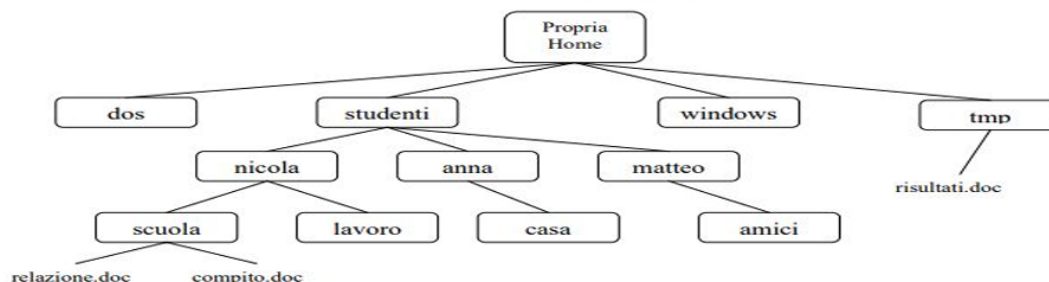 Propria
Home
dos
studenti
windows
tmp
nicola
anna
matteo
risultati.doc
scuola
lavoro
casa
amici
relazione.doc
compito.doc